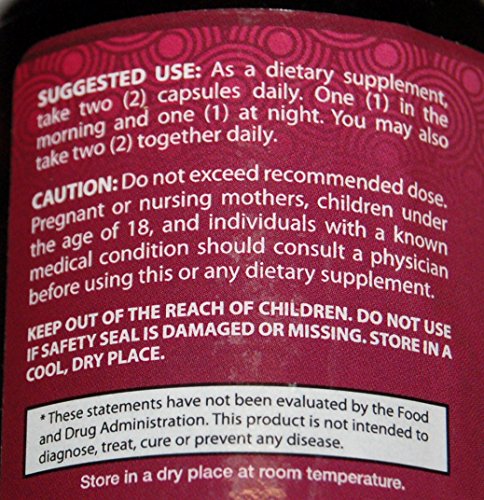 SUGGESTED USE: As a dietary supplement,
take two (2) capsules daily. One (1) in the
morning and one (1) at night. You may also
take two (2) together daily.
CAUTION: Do not exceed recommended dose.
Pregnant or nursing mothers, children under
the age of 18, and individuals with a known
medical condition should consult a physician
before using this or any dietary supplement.
KEEP OUT OF THE REACH OF CHILDREN. DO NOT USE
IF SAFETY SEAL IS DAMAGED OR MISSING. STORE IN A
COOL, DRY PLACE.
*These statements have not been evaluated by the Food
and Drug Administration. This product is not intended to
diagnose, treat, cure or prevent any disease.
Store in a dry place at room temperature.